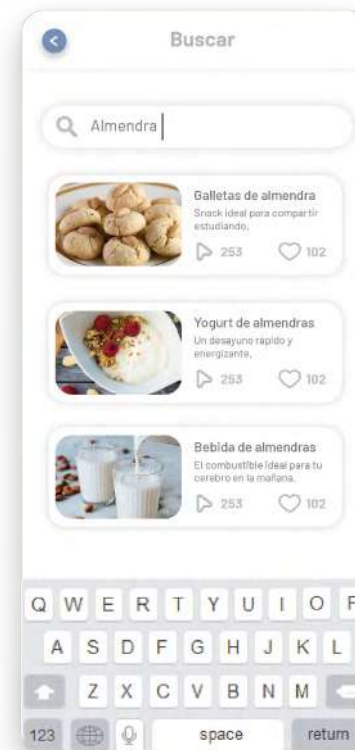 Buscar
Almendra
Galletas de almendra
Snack ideal para compartir
estudiando.
253 102
Yogurt de almendras
Un desayuno rápido y
energizante.
253 102
Bebida de almendras
El combustible ideal para tu
cerebro en la mañana.
253 102
Q W E R T Y U I O P
A S D F G H J K L
Z X C V B N M
123 space return